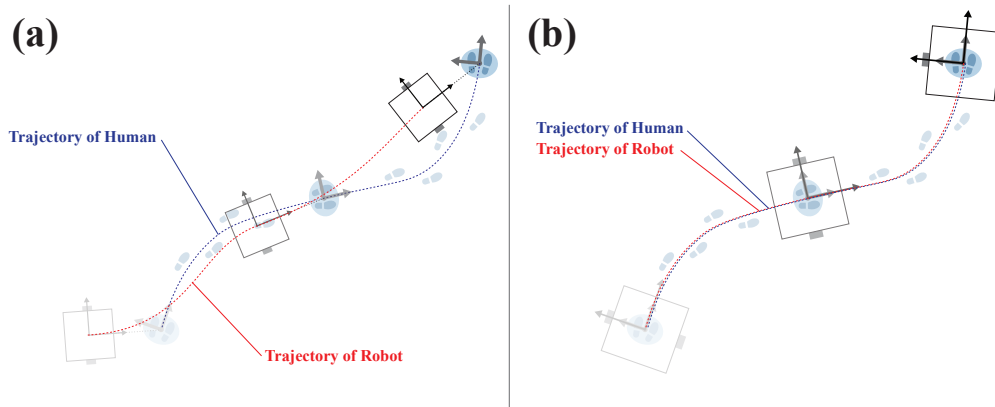 (a)
Trajectory of Human
Trajectory of Robot
(b)
Trajectory of Human
Trajectory of Robot